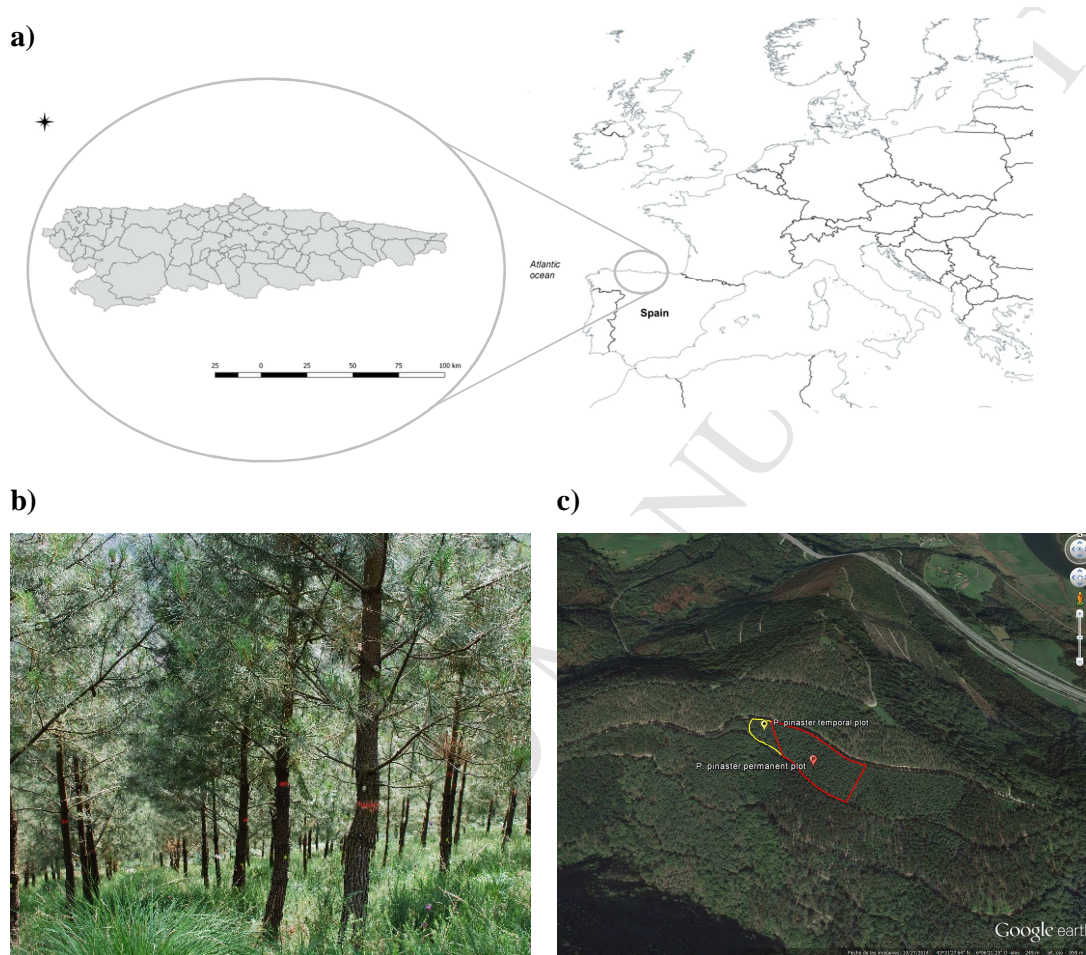 a)
Atlantic
ocean
Spain
25 0 25 50 75 100 km
b)
c)
P. pinaster temporal plot
P. pinaster permanent plot
Google earth